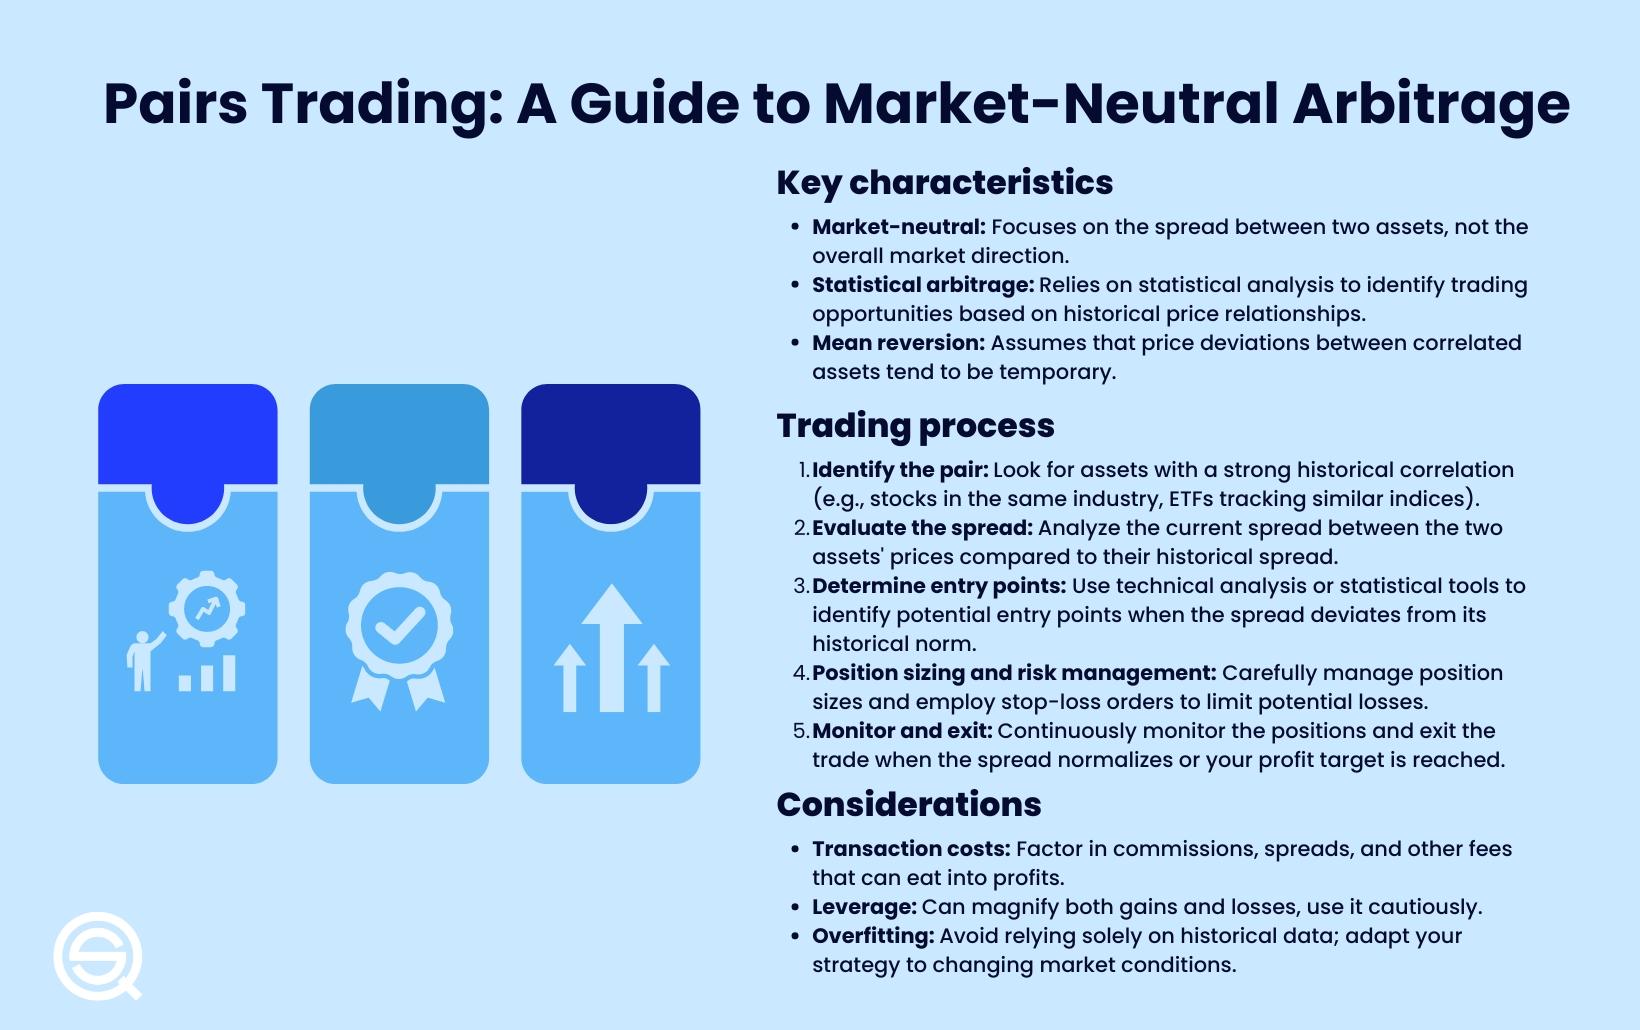 Pairs Trading: A Guide to Market-Neutral Arbitrage
Key characteristics
• Market-neutral: Focuses on the spread between two assets, not the
overall market direction.
• Statistical arbitrage: Relies on statistical analysis to identify trading
opportunities based on historical price relationships.
• Mean reversion: Assumes that price deviations between correlated
assets tend to be temporary.
Trading process
1. Identify the pair: Look for assets with a strong historical correlation
(e.g., stocks in the same industry, ETFs tracking similar indices).
2. Evaluate the spread: Analyze the current spread between the two
assets' prices compared to their historical spread.
3. Determine entry points: Use technical analysis or statistical tools to
identify potential entry points when the spread deviates from its
historical norm.
4. Position sizing and risk management: Carefully manage position
sizes and employ stop-loss orders to limit potential losses.
5. Monitor and exit: Continuously monitor the positions and exit the
trade when the spread normalizes or your profit target is reached.
Considerations
• Transaction costs: Factor in commissions, spreads, and other fees
that can eat into profits.
• Leverage: Can magnify both gains and losses, use it cautiously.
• Overfitting: Avoid relying solely on historical data; adapt your
strategy to changing market conditions.